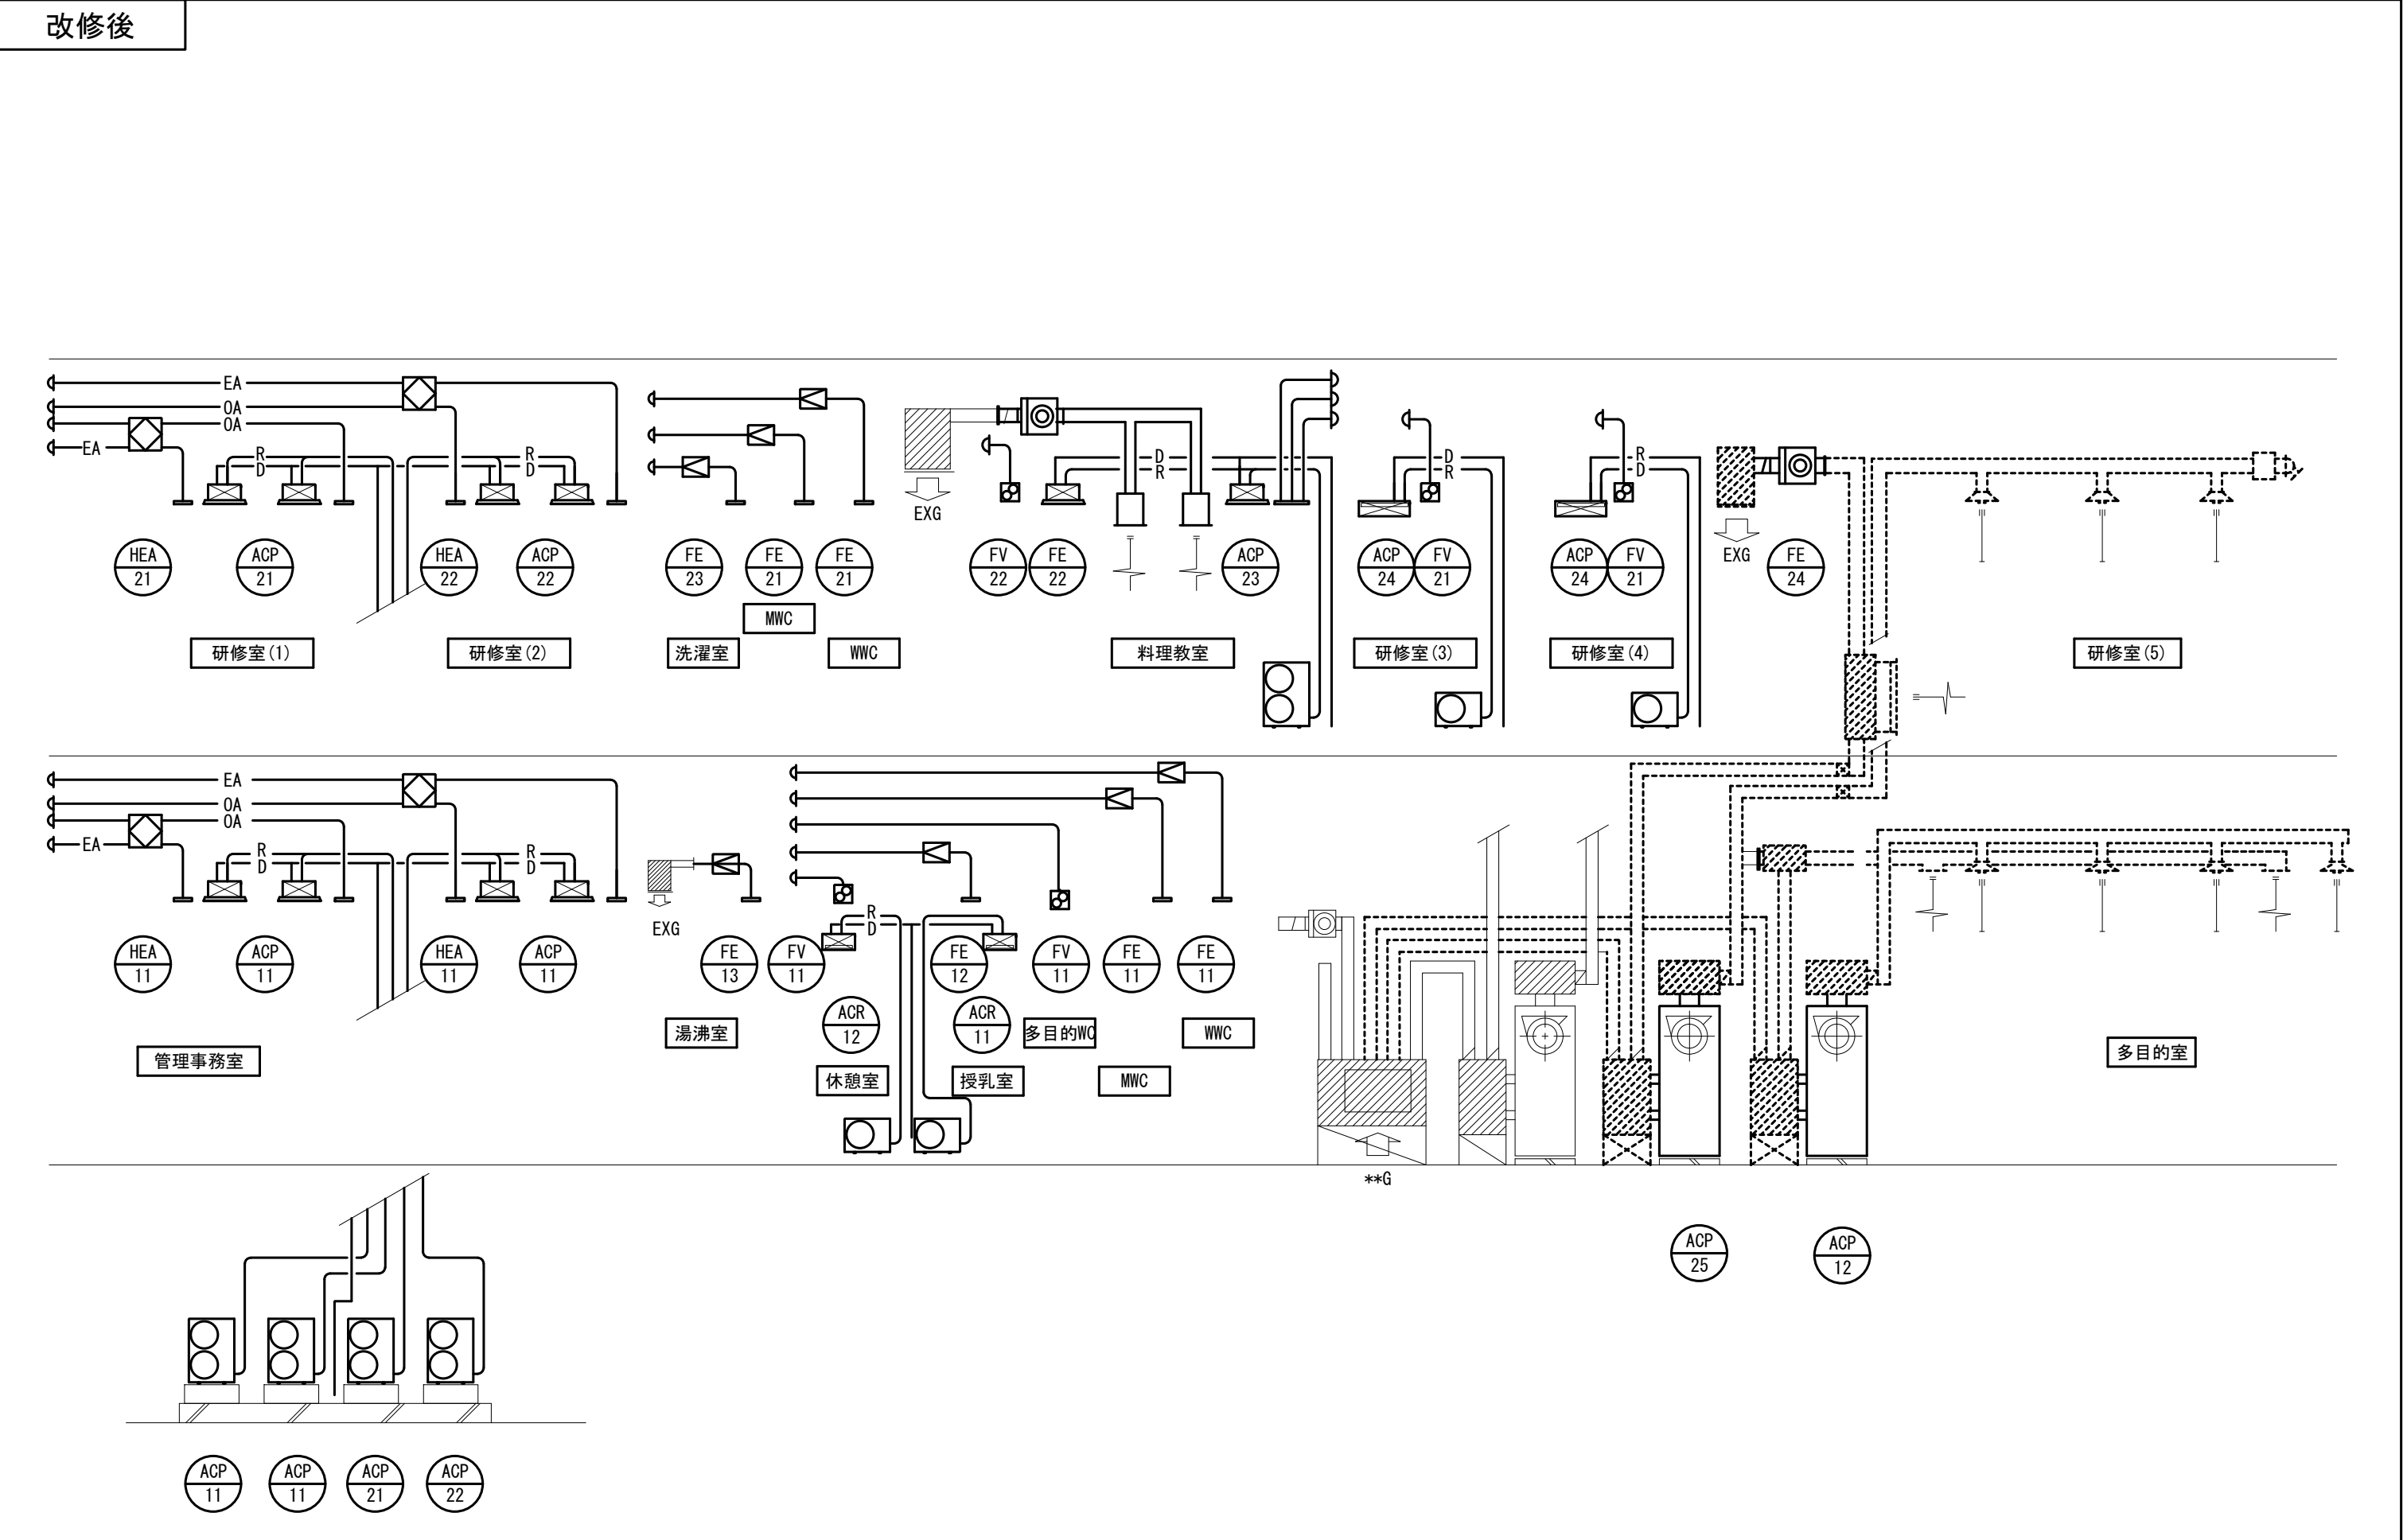 改修後
EA
OA
OA
EA
R
D
R
D
EXG
D
R
D
R
R
D
EXG
HEA
21
ACP
21
HEA
22
ACP
22
FE
23
FE
21
FE
21
FV
22
FE
22
ACP
23
ACP
24
FV
21
ACP
24
FV
21
FE
24
MWC
研修室(1)
研修室(2)
洗濯室
WWC
料理教室
研修室(3)
研修室(4)
研修室(5)
EA
OA
OA
EA
R
D
R
D
EXG
R
D
HEA
11
ACP
11
HEA
11
ACP
11
FE
13
FV
11
FE
12
FV
11
FE
11
FE
11
ACR
12
ACR
11
湯沸室
多目的WC
WWC
管理事務室
休憩室
授乳室
MWC
多目的室
**G
ACP
25
ACP
12
ACP
11
ACP
11
ACP
21
ACP
22